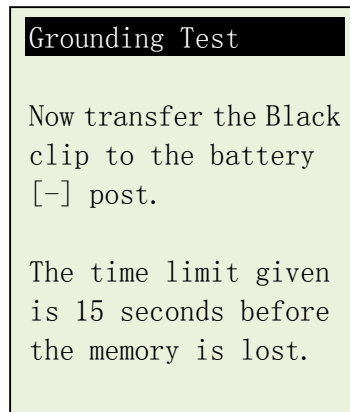 Grounding Test
Now transfer the Black
clip to the battery
[-] post.
The time limit given
is 15 seconds before
the memory is lost.